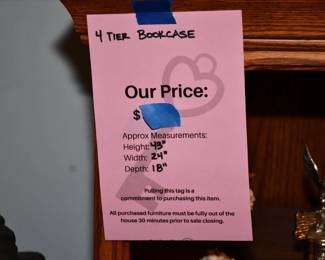 4 TIER BOOKCASE
Our Price:
$
Approx Measurements:
Height: 48"
Width: 24"
Depth: 18"
Pulling this tag is a
commitment to purchasing this item.
All purchased furniture must be fully out of the
house 30 minutes prior to sale closing.